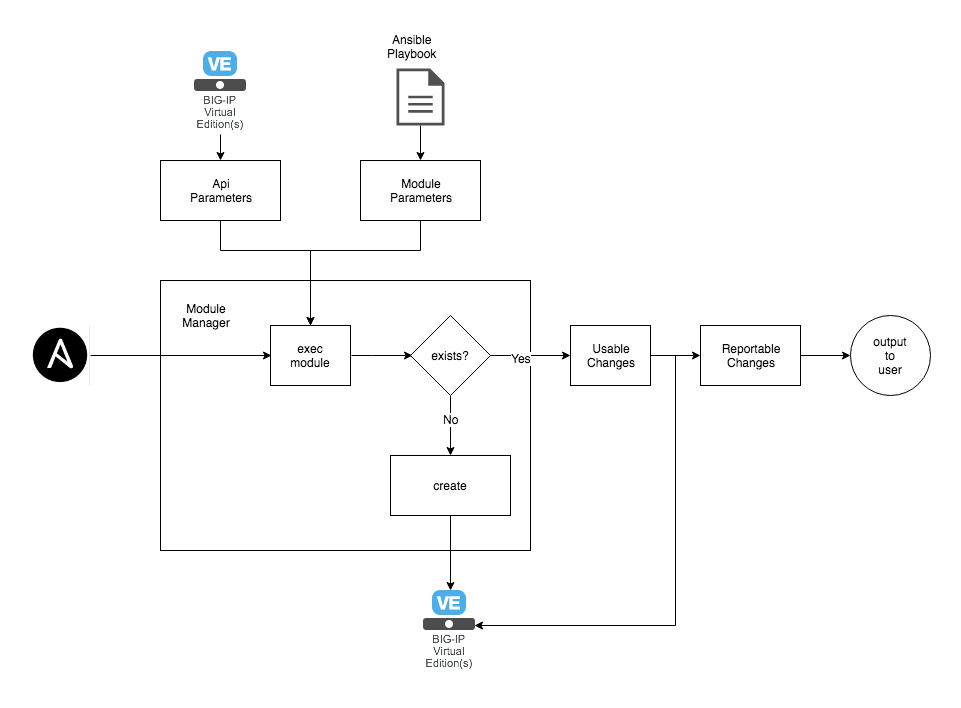 Ansible
Playbook
VE
BIG-IP
Virtual
Edition(s)
Api
Parameters
Module
Parameters
Module
Manager
exec
module
exists?
Yes
Usable
Changes
Reportable
Changes
output
to
user
No
create
VE
BIG-IP
Virtual
Edition(s)